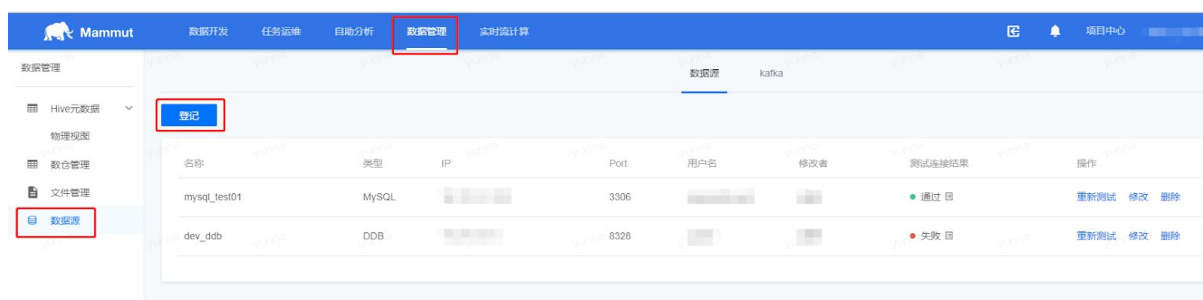 Mammut 数据开发 任务运维 自助分析 数据管理 实时流计算 项目中心
数据管理
数据源 kafka
Hive元数据
登记
物理视图
数仓管理
名称 类型 IP Port 用户名 修改者 测试连接结果 操作
文件管理
mysql_test01 MySQL 3306 通过 重新测试 修改 删除
数据源
dev_ddb DDB 8328 失败 重新测试 修改 删除